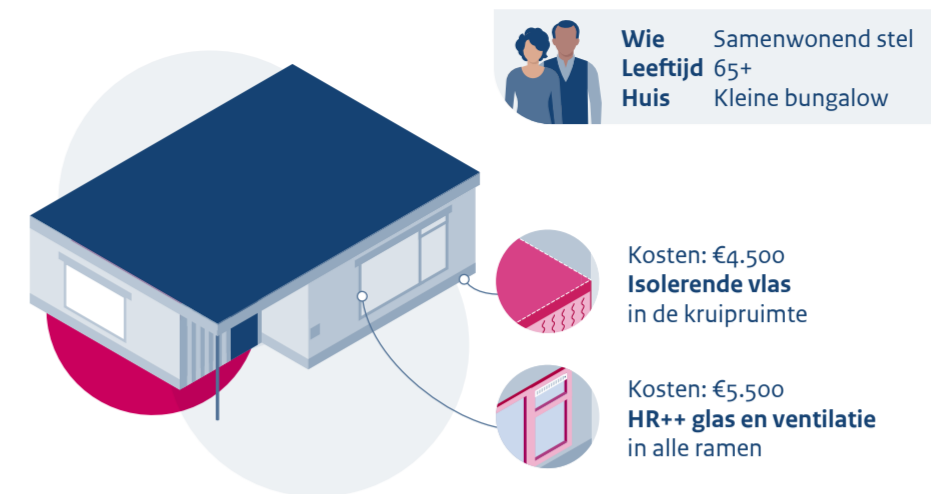 Wie Samenwonend stel
Leeftijd 65+
Huis Kleine bungalow
Kosten: €4.500
Isolerende vlas
in de kruipruimte
Kosten: €5.500
HR++ glas en ventilatie
in alle ramen